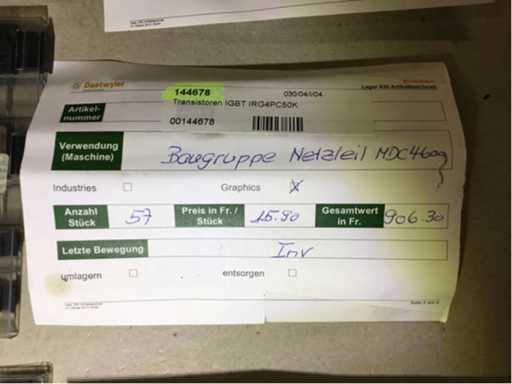 Daetwyler
144678
030/04/I/04
Transistoren IGBT IRG4PC50K
Artikel-
nummer
00144678
Verwendung
(Maschine)
Baugruppe Netzteil MDC460g
Industries
Graphics
X
Anzahl
Stück
57
Preis in Fr. /
Stück
15.90
Gesamtwert
in Fr.
906.30
Letzte Bewegung
Inv
umlagern
entsorgen